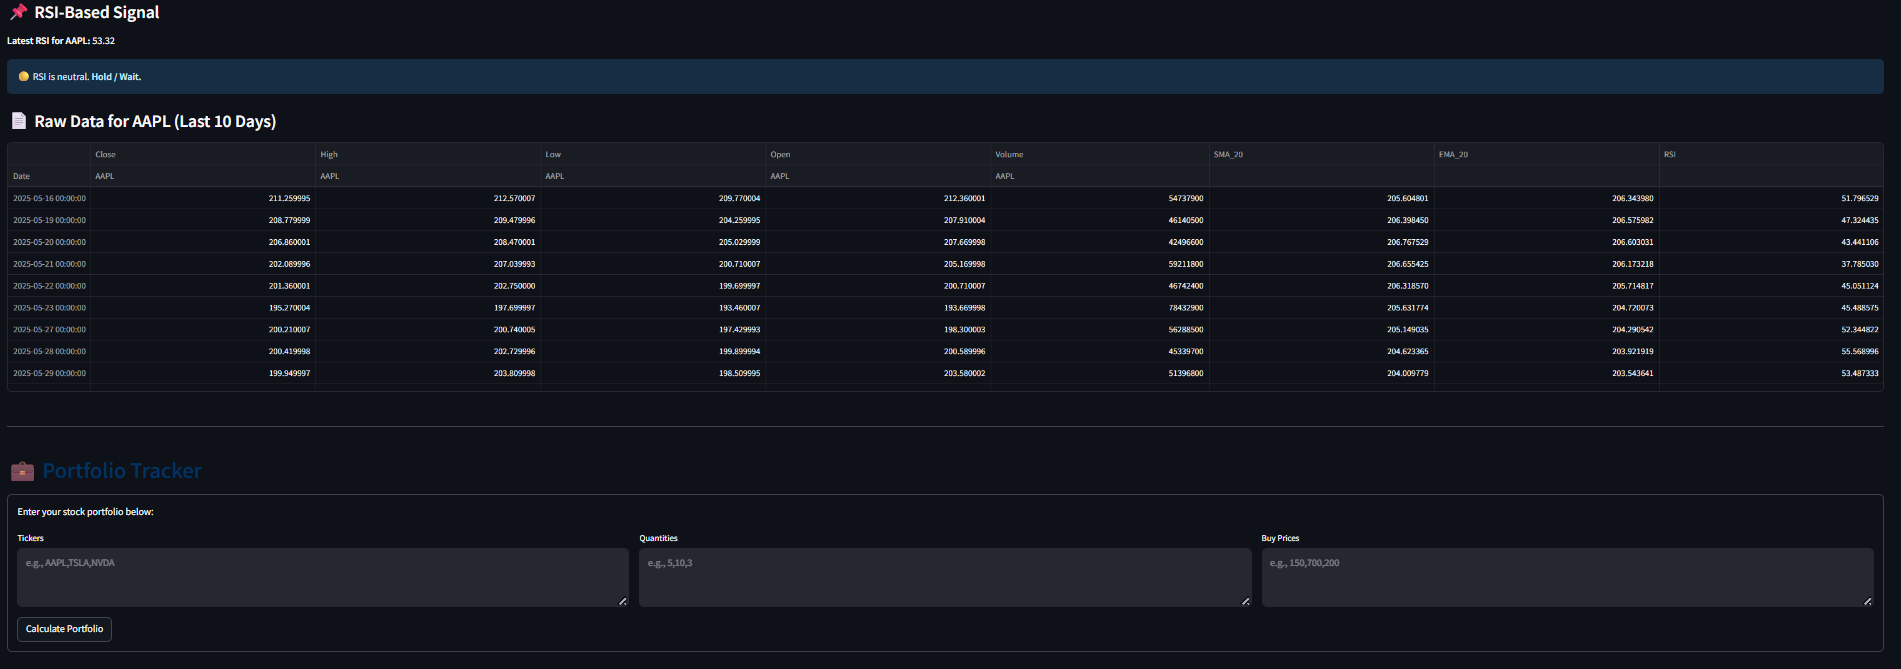 RSI-Based Signal
Latest RSI for AAPL: 53.32
RSI is neutral. Hold / Wait.
Raw Data for AAPL (Last 10 Days)
Close High Low Open Volume SMA_20 EMA_20 RSI
Date AAPL AAPL AAPL AAPL AAPL
2025-05-16 00:00:00 211.259995 212.570007 209.770004 212.360001 54737900 205.604801 206.343980 51.796529
2025-05-19 00:00:00 208.779999 209.479996 204.259995 207.910004 46140500 206.398450 206.575982 47.324435
2025-05-20 00:00:00 206.860001 208.470001 205.029999 207.669998 42496600 206.767529 206.603031 43.441106
2025-05-21 00:00:00 202.089996 207.039993 200.710007 205.169998 59211800 206.655425 206.173218 37.785030
2025-05-22 00:00:00 201.360001 202.750000 199.699997 200.710007 46742400 206.318570 205.714817 45.051124
2025-05-23 00:00:00 195.270004 197.699997 193.460007 193.669998 78432900 205.631774 204.720073 45.488575
2025-05-27 00:00:00 200.210007 200.740005 197.429993 198.300003 56288500 205.149035 204.290542 52.344822
2025-05-28 00:00:00 200.419998 202.729996 199.899994 200.589996 45339700 204.623365 203.921919 55.568996
2025-05-29 00:00:00 199.949997 203.809998 198.509995 203.580002 51396800 204.009779 203.543641 53.487333
Portfolio Tracker
Enter your stock portfolio below:
Tickers Quantities Buy Prices
e.g., AAPL,TSLA,NVDA e.g., 5,10,3 e.g., 150,700,200
Calculate Portfolio